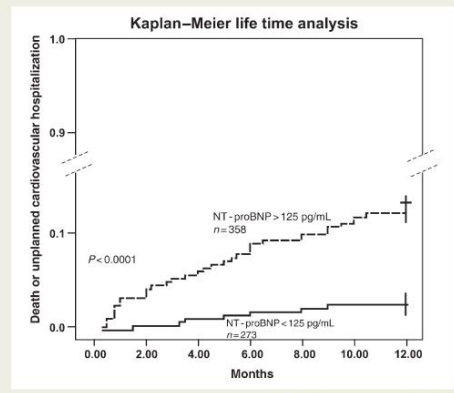 Kaplan–Meier life time analysis
Death or unplanned cardiovascular hospitalization
1.0
0.9
0.1
0.0
NT-proBNP > 125 pg/mL
n=358
P < 0.0001
NT-proBNP < 125 pg/mL
n=273
0.00 2.00 4.00 6.00 8.00 10.00 12.00
Months